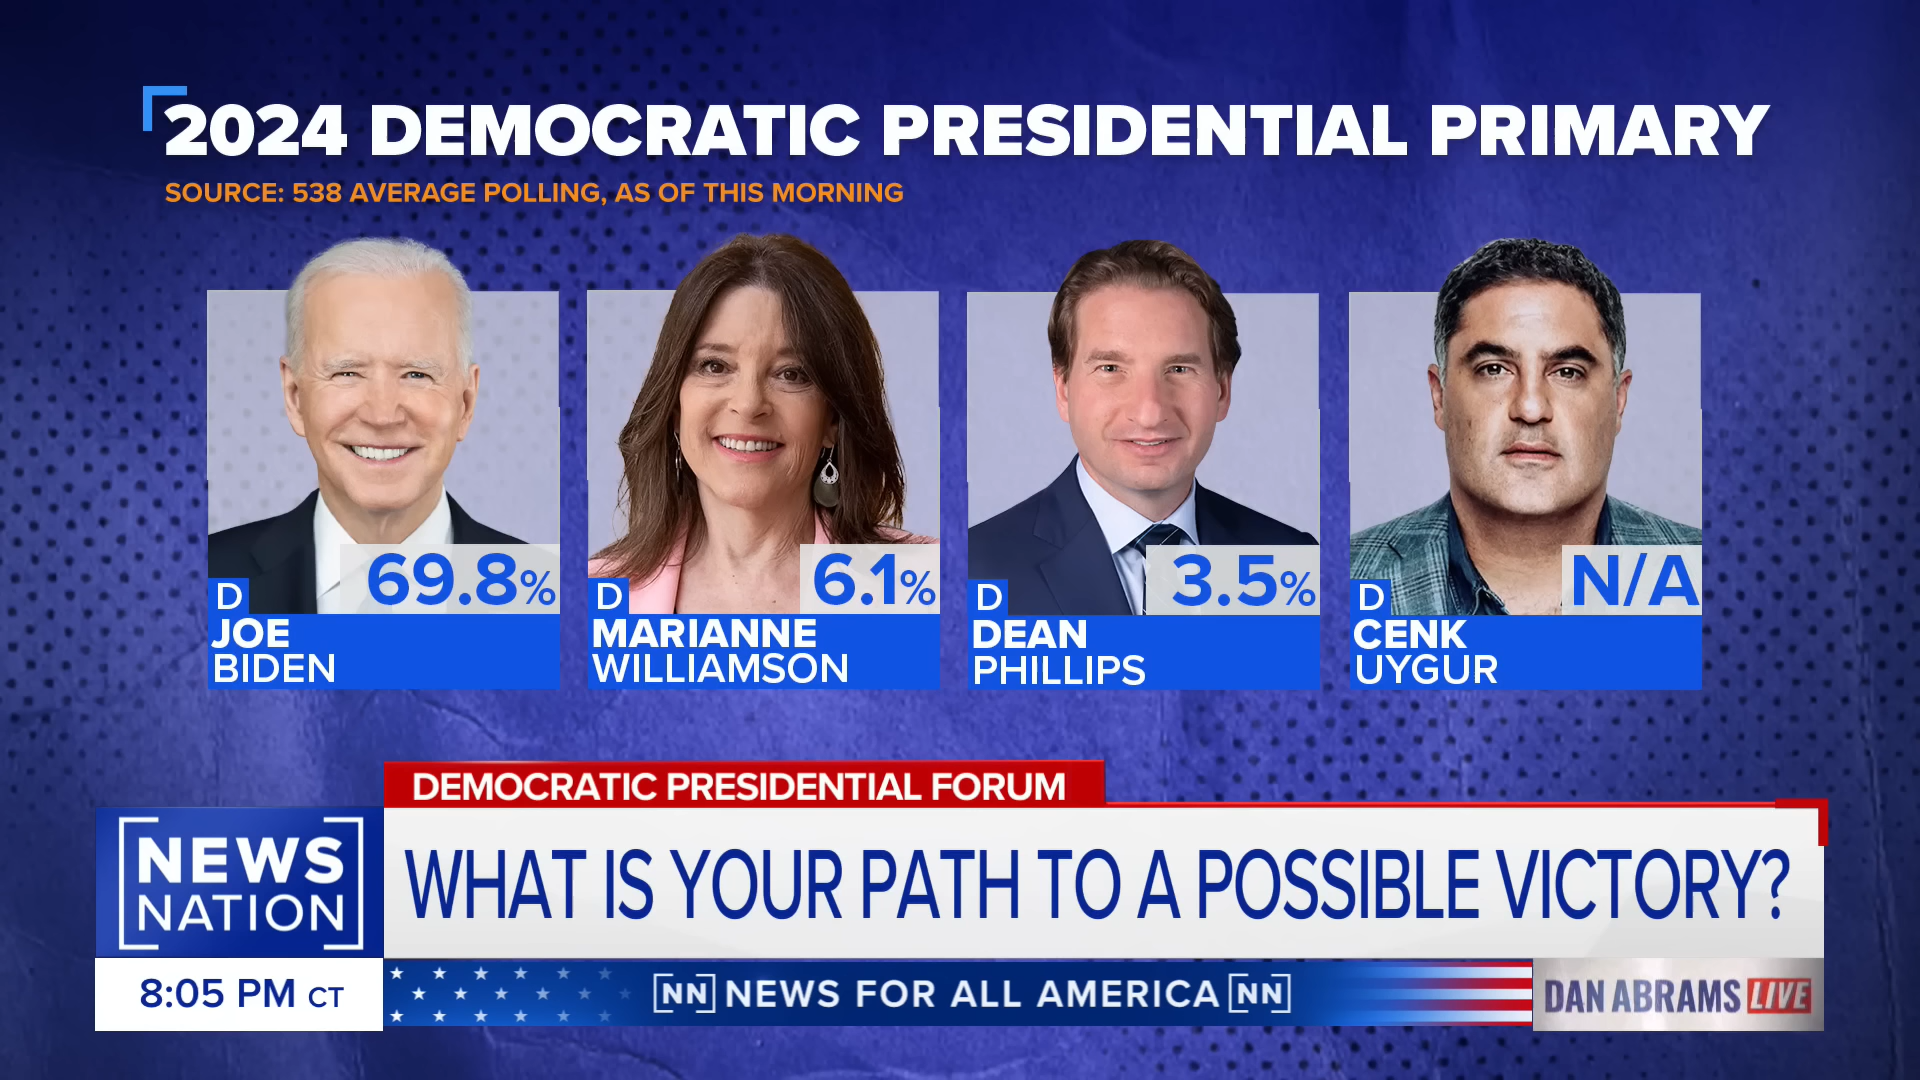 2024 DEMOCRATIC PRESIDENTIAL PRIMARY
SOURCE: 538 AVERAGE POLLING, AS OF THIS MORNING
69.8%
D
JOE
BIDEN
6.1%
D
MARIANNE
WILLIAMSON
3.5%
D
DEAN
PHILLIPS
N/A
D
CENK
UYGUR
DEMOCRATIC PRESIDENTIAL FORUM
WHAT IS YOUR PATH TO A POSSIBLE VICTORY?
NEWS
NATION
8:05 PM CT
NN NEWS FOR ALL AMERICA NN
DAN ABRAMS LIVE